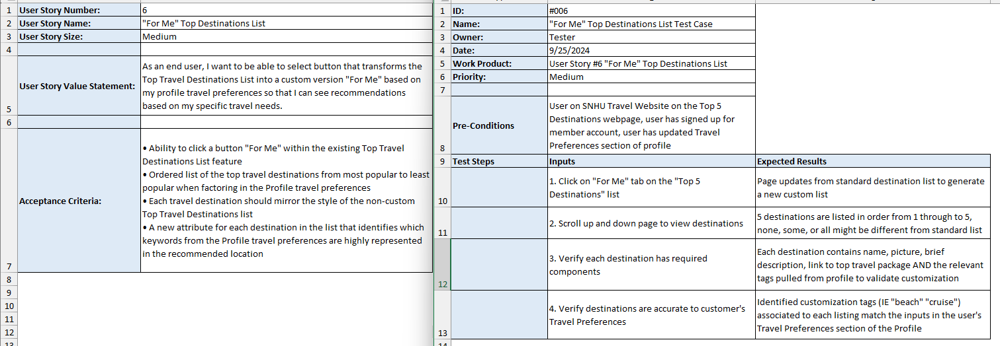 1 User Story Number: 6
2 User Story Name: "For Me" Top Destinations List
3 User Story Size: Medium
4
As an end user, I want to be able to select button that transforms the
Top Travel Destinations List into a custom version "For Me" based on
User Story Value Statement:
my profile travel preferences so that I can see recommendations
based on my specific travel needs.
5
6
• Ability to click a button "For Me" within the existing Top Travel
Destinations List feature
• Ordered list of the top travel destinations from most popular to least
popular when factoring in the Profile travel preferences
Acceptance Criteria:
• Each travel destination should mirror the style of the non-custom
Top Travel Destinations list
• A new attribute for each destination in the list that identifies which
keywords from the Profile travel preferences are highly represented
in the recommended location
7
8
9
10
11
12
13
1 ID: #006
2 Name: "For Me" Top Destinations List Test Case
3 Owner: Tester
4 Date: 9/25/2024
5 Work Product: User Story #6 "For Me" Top Destinations List
6 Priority: Medium
7
Pre-Conditions
User on SNHU Travel Website on the Top 5
Destinations webpage, user has signed up for
member account, user has updated Travel
Preferences section of profile
8
9 Test Steps Inputs Expected Results
1. Click on "For Me" tab on the "Top 5
Destinations" list
Page updates from standard destination list to generate
a new custom list
10
2. Scroll up and down page to view destinations
5 destinations are listed in order from 1 through to 5,
none, some, or all might be different from standard list
11
3. Verify each destination has required
components
Each destination contains name, picture, brief
description, link to top travel package AND the relevant
tags pulled from profile to validate customization
12
4. Verify destinations are accurate to customer's
Travel Preferences
Identified customization tags (IE "beach" "cruise")
associated to each listing match the inputs in the user's
Travel Preferences section of the Profile
13
14